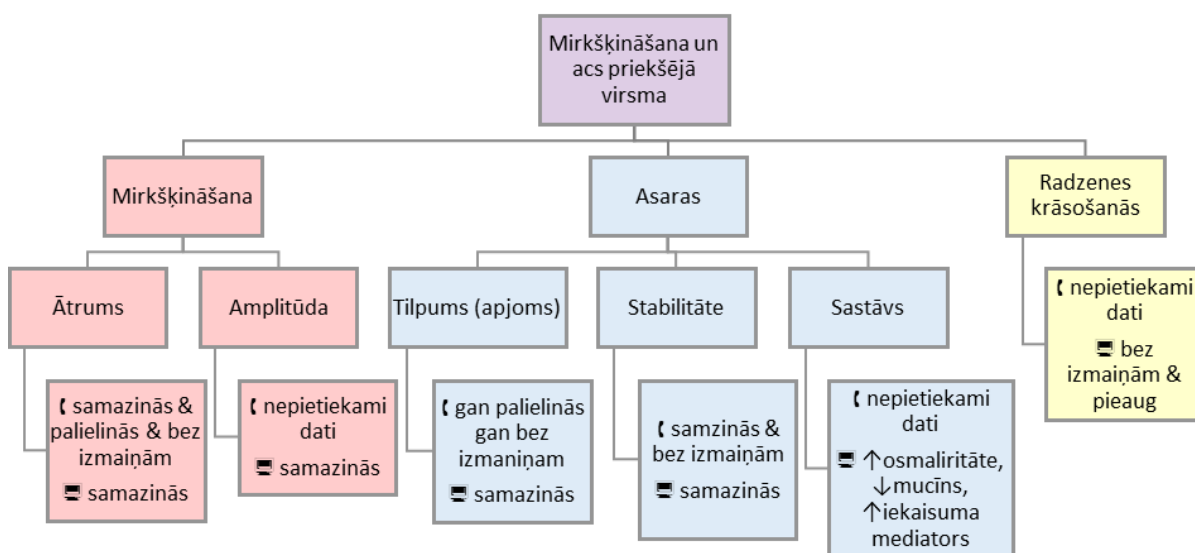 Mirkšķināšana un
acs priekšējā
virsma
Mirkšķināšana
Asaras
Radzenes
krāsošanās
Ātrums
Amplitūda
Tilpums (apjoms)
Stabilitāte
Sastāvs
samazinās &
palielinās & bez
izmaiņām
samazinās
nepietiekami
dati
samazinās
gan palielinās
gan bez
izmaniņam
samazinās
samzinās &
bez izmaiņām
samazinās
nepietiekami
dati
↑osmaliritāte,
↓mucīns,
↑iekaisuma
mediators
nepietiekami
dati
bez
izmaiņām &
pieaug